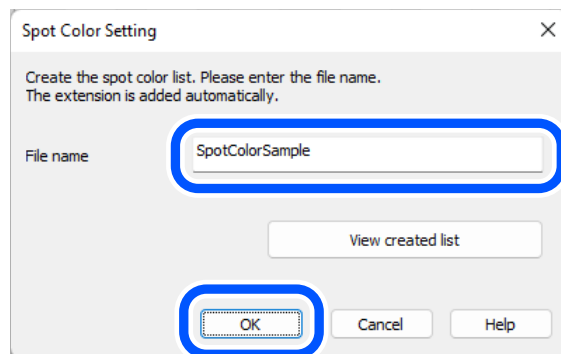 Spot Color Setting
Create the spot color list. Please enter the file name.
The extension is added automatically.
File name
SpotColorSample
View created list
OK
Cancel
Help